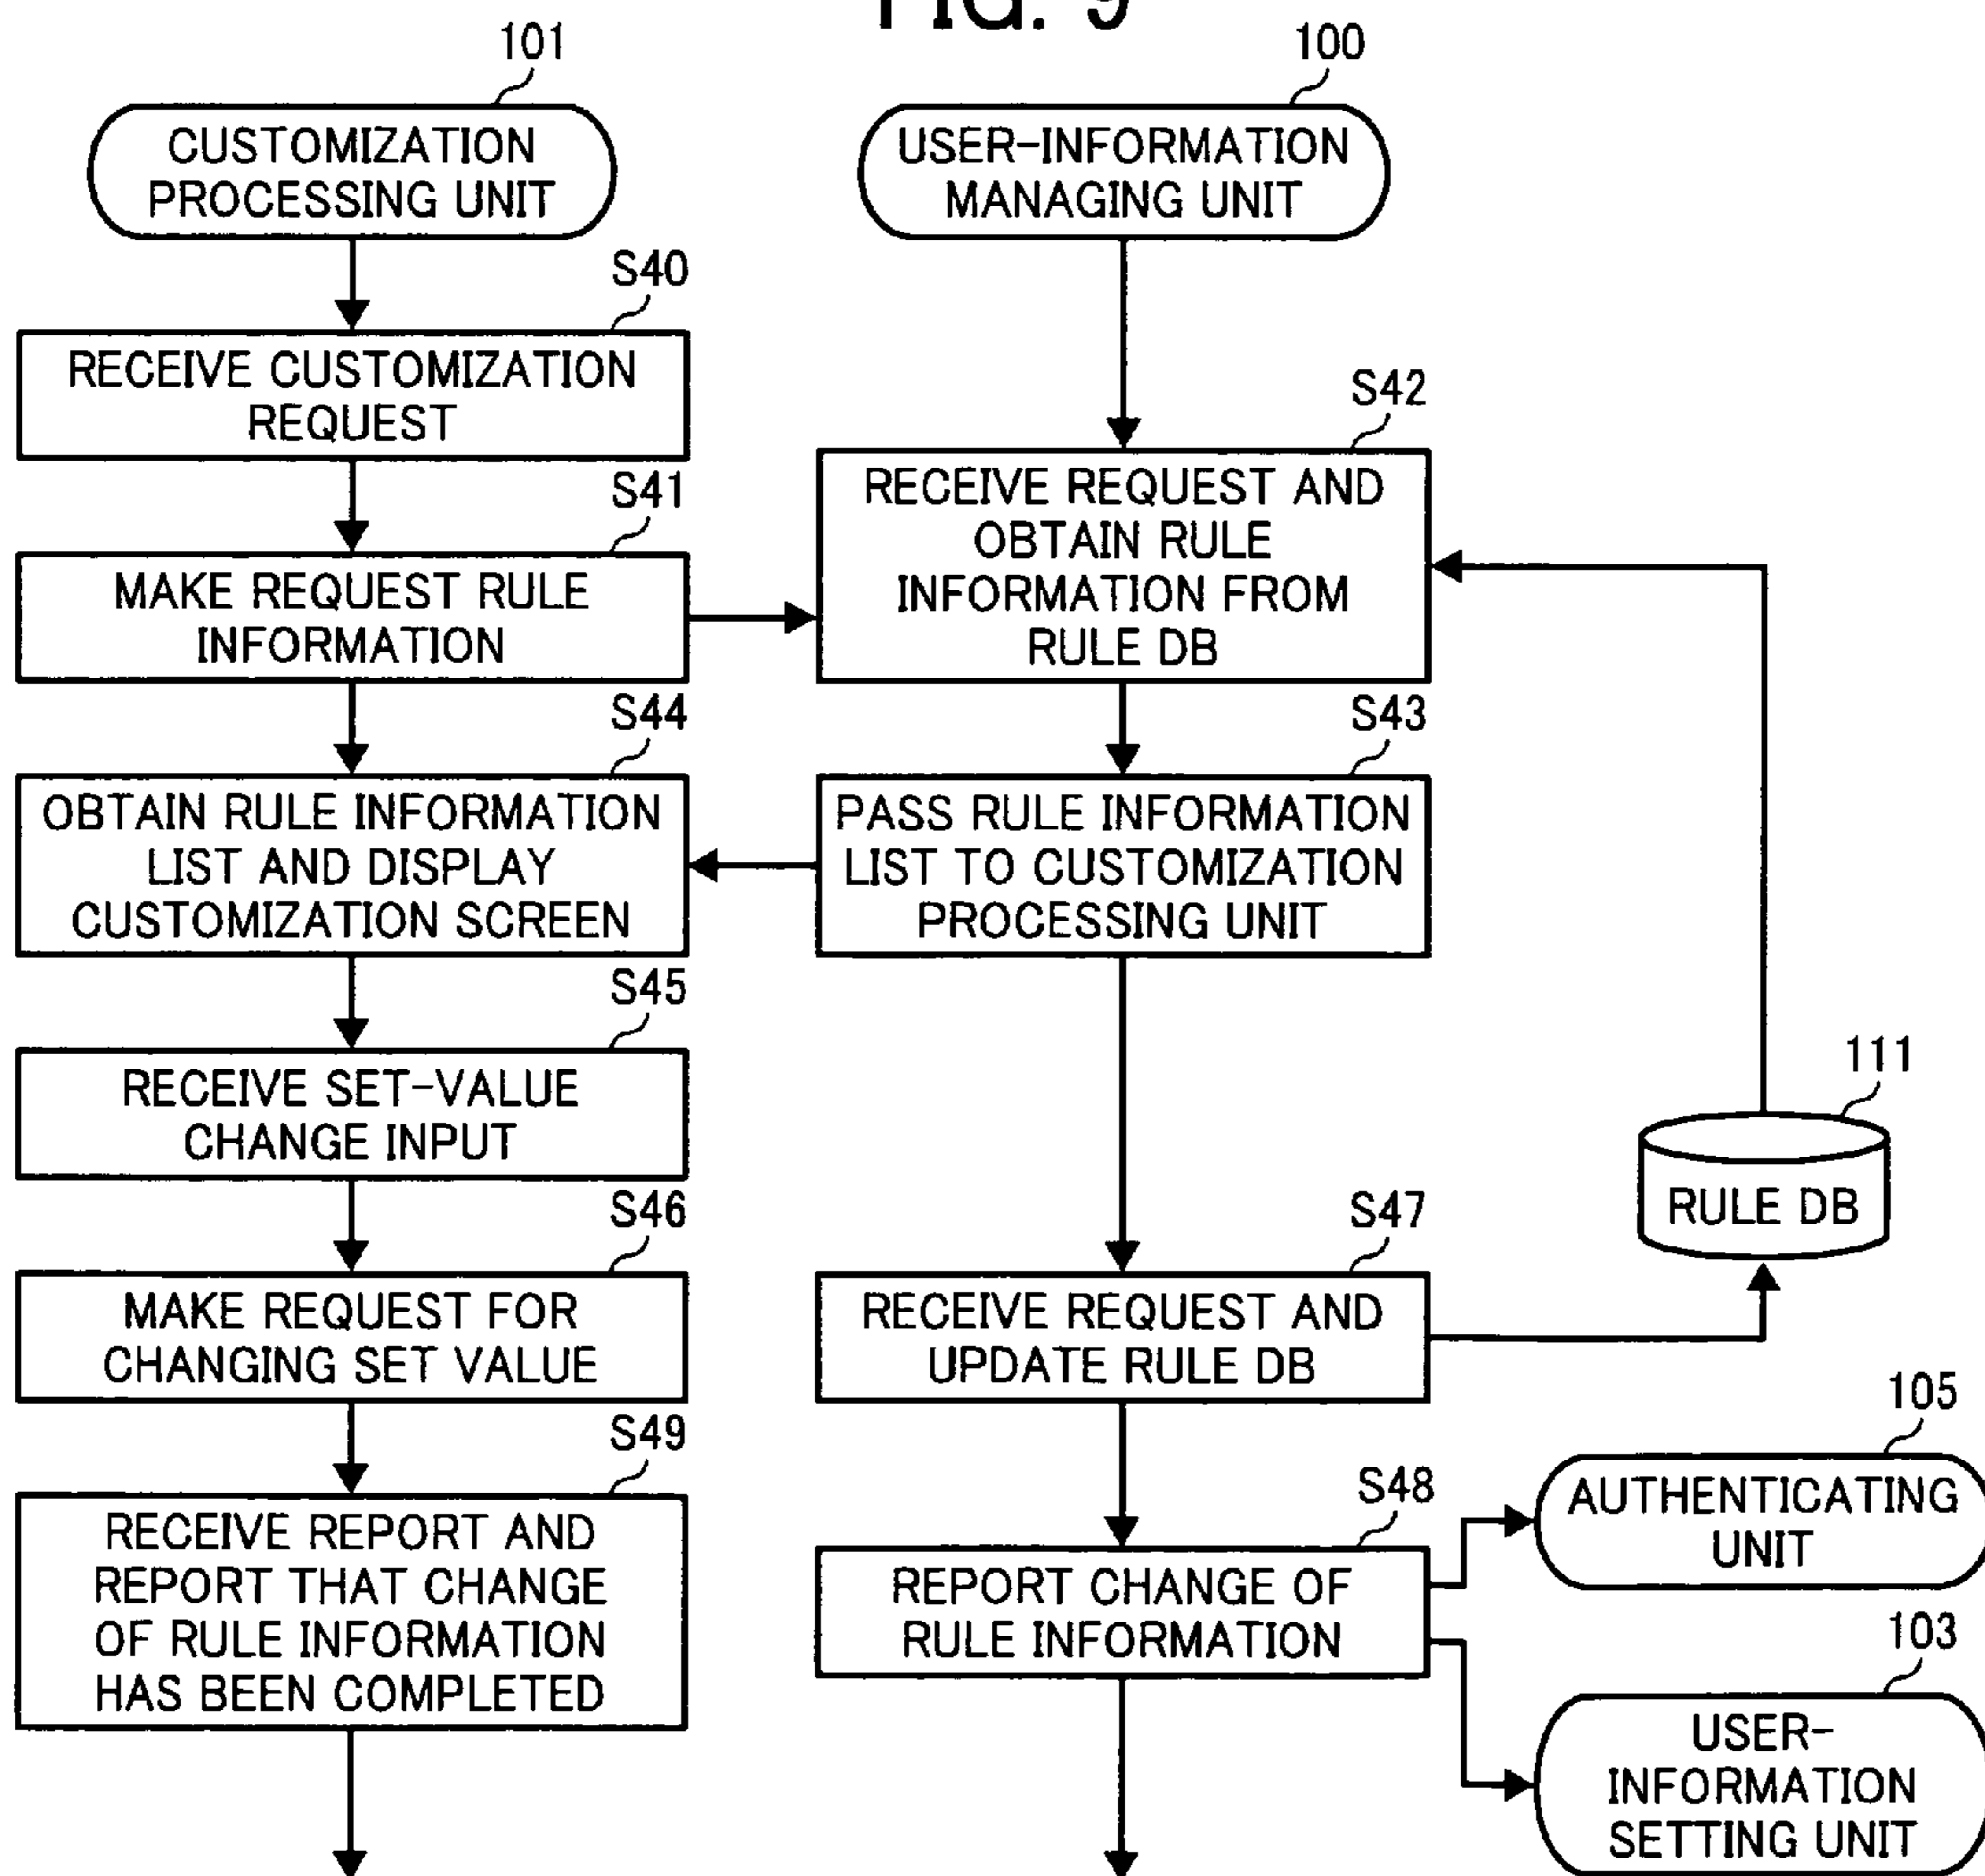 FIG. 9
101
CUSTOMIZATION
PROCESSING UNIT
100
USER-INFORMATION
MANAGING UNIT
S40
RECEIVE CUSTOMIZATION
REQUEST
S41
MAKE REQUEST RULE
INFORMATION
S42
RECEIVE REQUEST AND
OBTAIN RULE
INFORMATION FROM
RULE DB
S44
OBTAIN RULE INFORMATION
LIST AND DISPLAY
CUSTOMIZATION SCREEN
S43
PASS RULE INFORMATION
LIST TO CUSTOMIZATION
PROCESSING UNIT
S45
RECEIVE SET-VALUE
CHANGE INPUT
111
RULE DB
S46
MAKE REQUEST FOR
CHANGING SET VALUE
S47
RECEIVE REQUEST AND
UPDATE RULE DB
S49
RECEIVE REPORT AND
REPORT THAT CHANGE
OF RULE INFORMATION
HAS BEEN COMPLETED
S48
REPORT CHANGE OF
RULE INFORMATION
105
AUTHENTICATING
UNIT
103
USER-
INFORMATION
SETTING UNIT